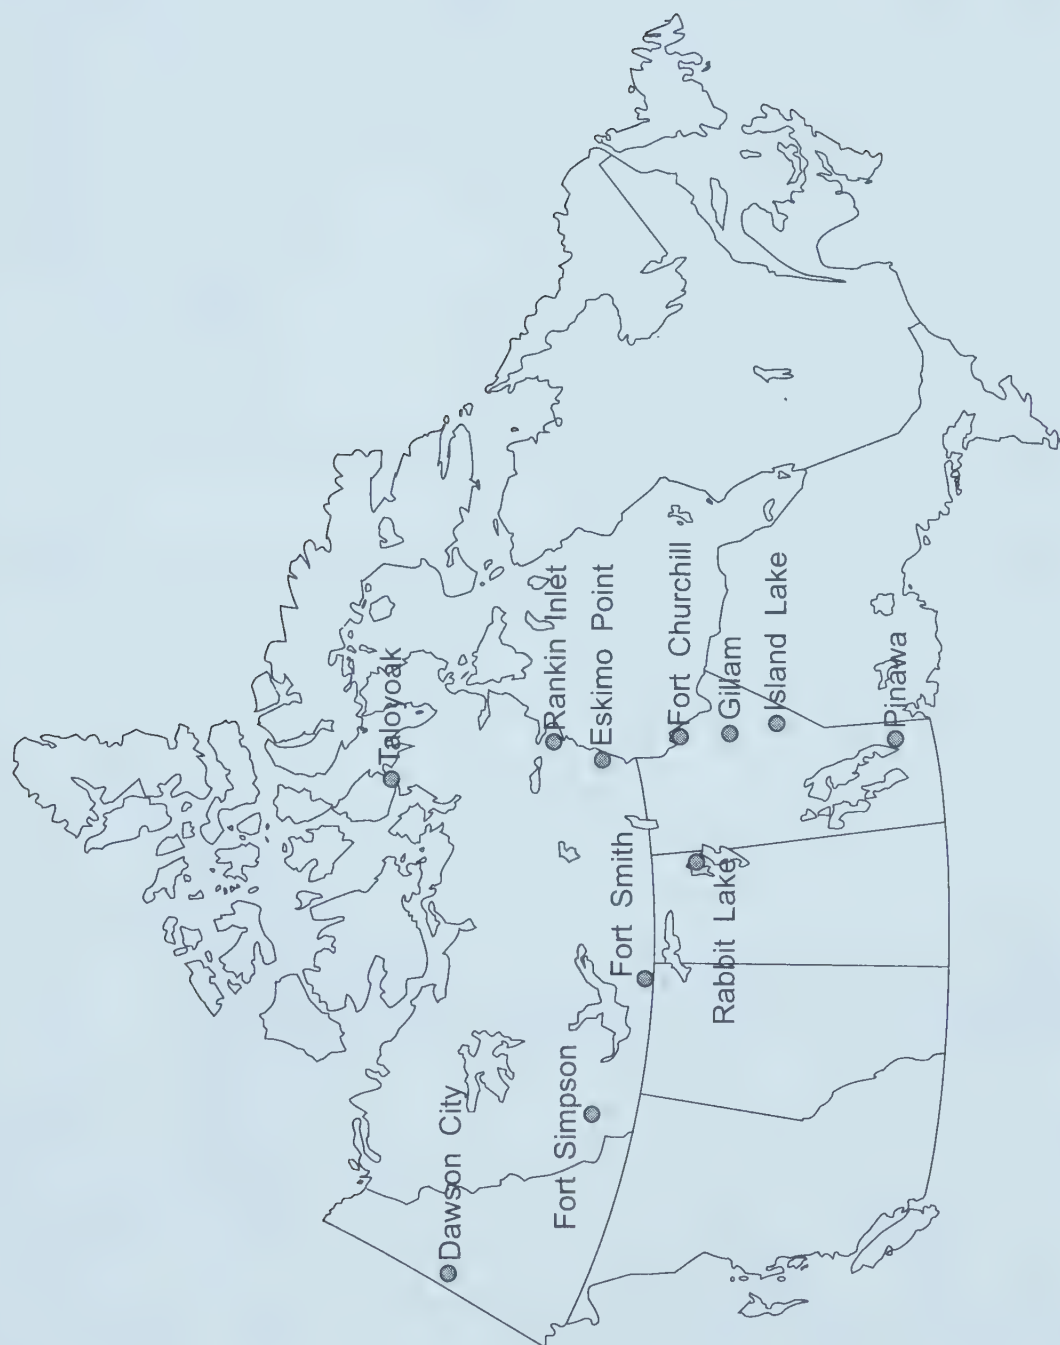 Taloyoak
Dawson City
Rankin Inlet
Fort Simpson
Eskimo Point
Fort Smith
Fort Churchill
Rabbit Lake
Gillam
Island Lake
Pinawa